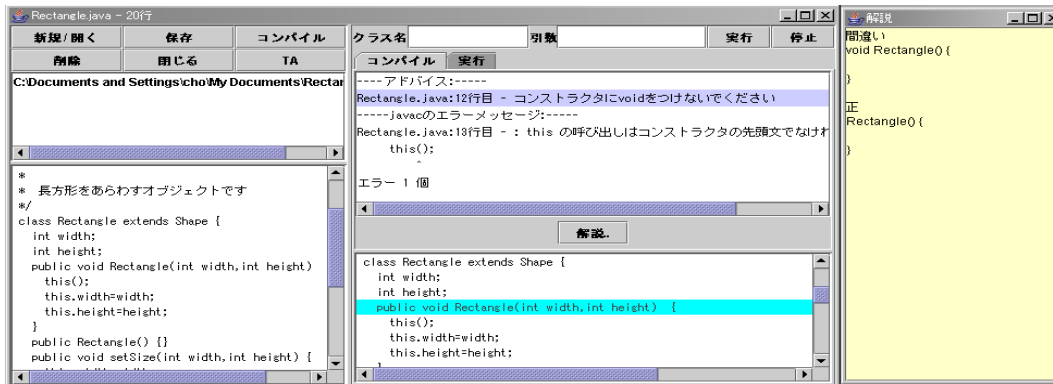 Rectangle.java - 20行
新規/開く 保存 コンパイル
削除 閉じる TA
C:\Documents and Settings\cho\My Documents\Rectar
*
* 長方形をあらわすオブジェクトです
*/
class Rectangle extends Shape {
int width;
int height;
public void Rectangle(int width,int height)
this();
this.width=width;
this.height=height;
}
public Rectangle() {}
public void setSize(int width,int height) {
クラス名 引数 実行 停止
コンパイル 実行
----アドバイス:-----
Rectangle.java:12行目 - コンストラクタにvoidをつけないでください
-----javacのエラーメッセージ:-----
Rectangle.java:13行目 - : this の呼び出しはコンストラクタの先頭文でなけれ
this();
^
エラー 1 個
解説.
class Rectangle extends Shape {
int width;
int height;
public void Rectangle(int width,int height) {
this();
this.width=width;
this.height=height;
解説
間違い
void Rectangle() {
}
正
Rectangle() {
}